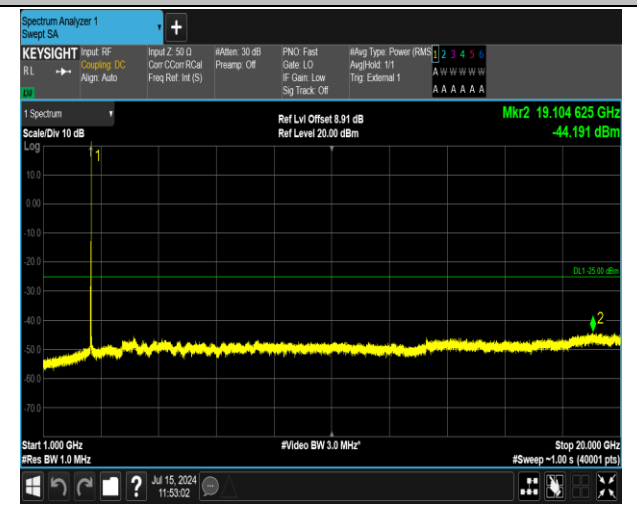 Spectrum Analyzer 1
Swept SA
+
KEYSIGHT
RL
Input: RF
Coupling: DC
Align: Auto
Input Z: 50 Ω
Corr CCorr RCal
Freq Ref: Int (S)
#Atten: 30 dB
Preamp: Off
PNO: Fast
Gate: LO
IF Gain: Low
Sig Track: Off
#Avg Type: Power (RMS
Avg|Hold: 1/1
Trig: External 1
1 2 3 4 5 6
A W W W W W
A A A A A A
1 Spectrum
Scale/Div 10 dB
Ref Lvl Offset 8.91 dB
Ref Level 20.00 dBm
Mkr2 19.104 625 GHz
-44.191 dBm
Log
1
10.0
0.00
-10.0
-20.0
DL1 -25.00 dBm
-30.0
2
-40.0
-50.0
-60.0
-70.0
Start 1.000 GHz
#Res BW 1.0 MHz
#Video BW 3.0 MHz*
Stop 20.000 GHz
#Sweep ~1.00 s (40001 pts)
?
Jul 15, 2024
11:53:02